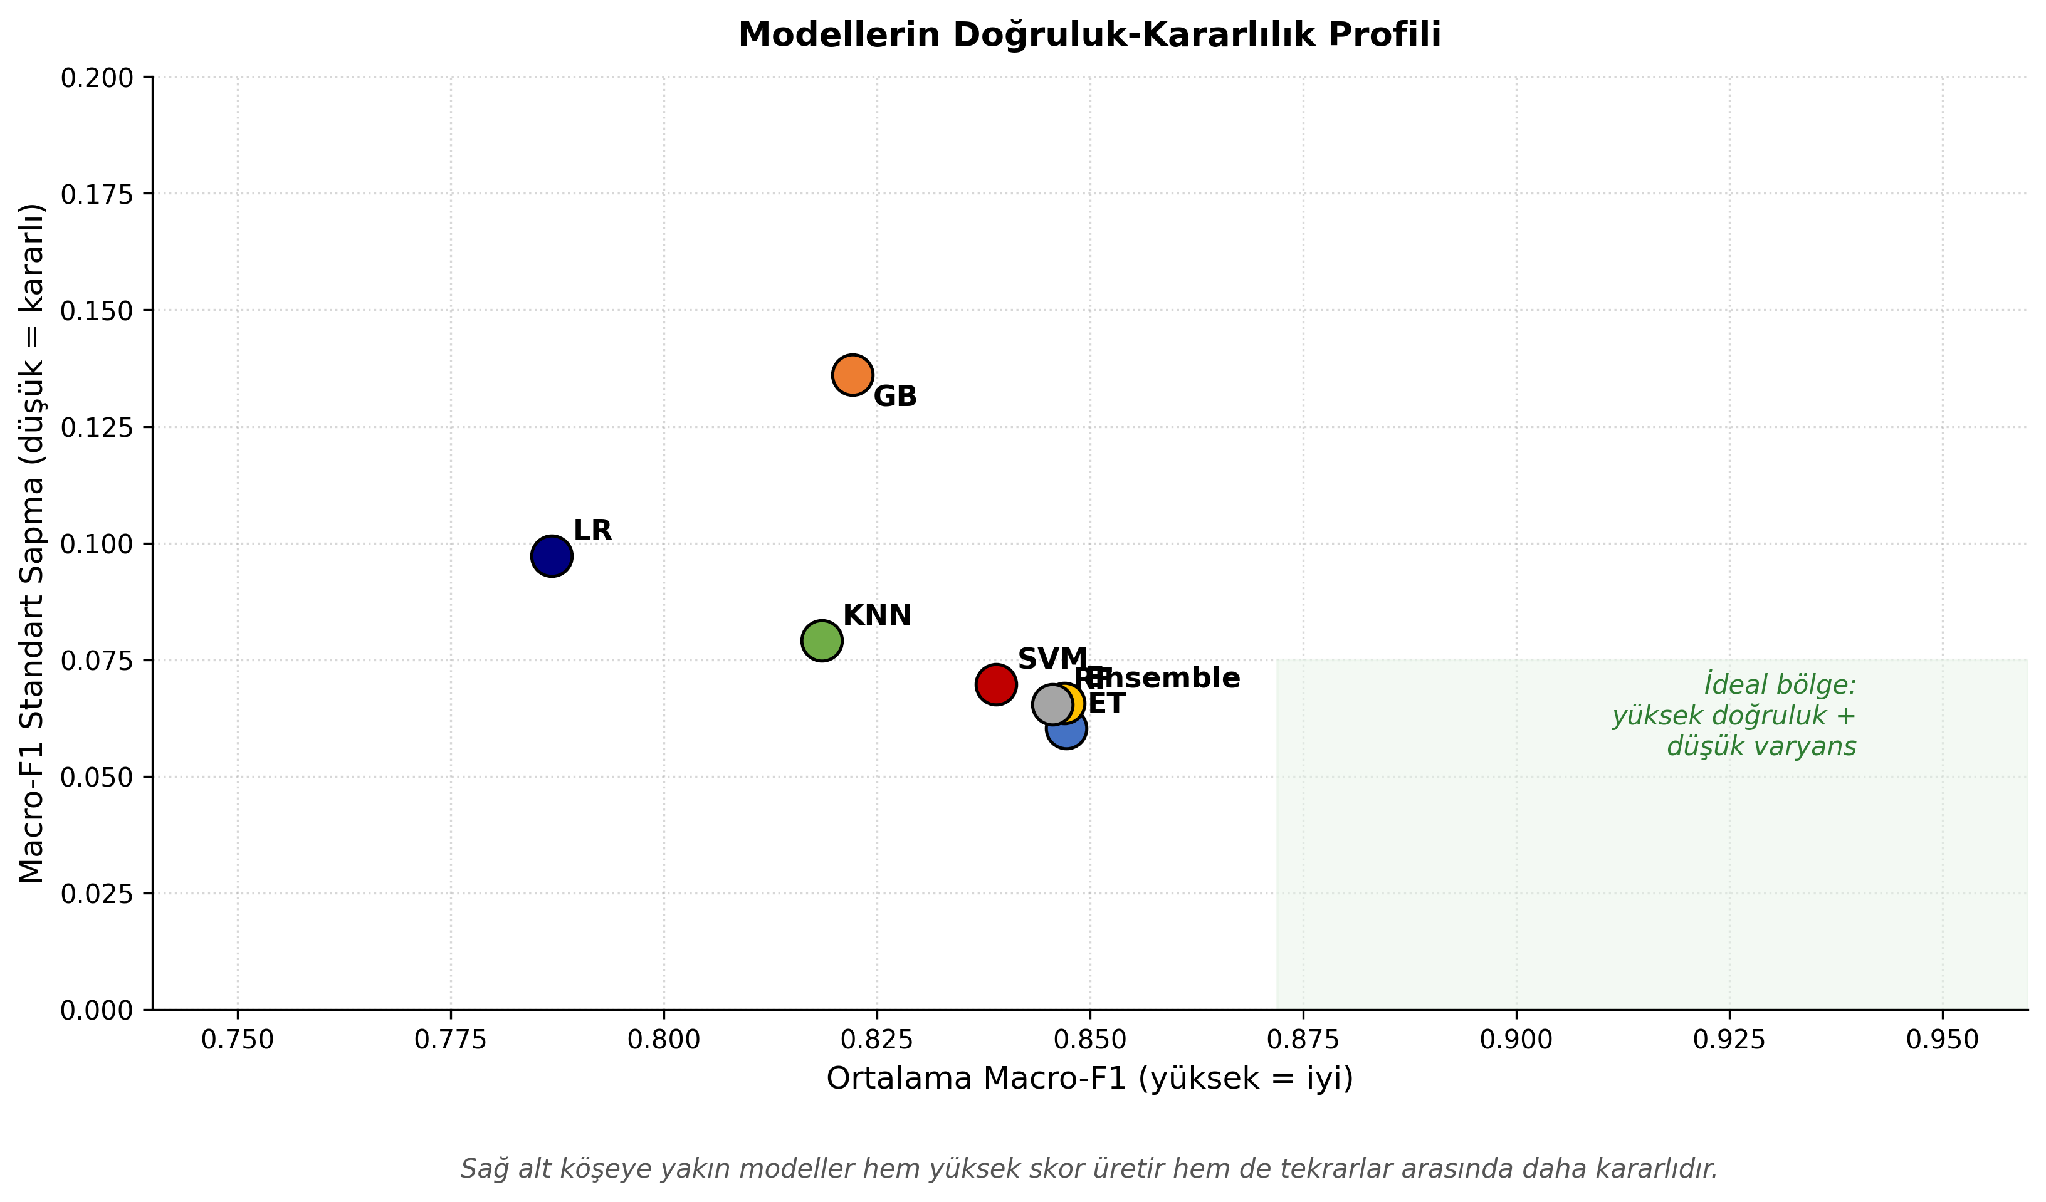 Modellerin Doğruluk-Kararlılık Profili
Macro-F1 Standart Sapma (düşük = kararlı)
0.200
0.175
0.150
0.125
0.100
0.075
0.050
0.025
0.000
GB
LR
KNN
SVM
RF
Ensemble
ET
İdeal bölge:
yüksek doğruluk +
düşük varyans
0.750
0.775
0.800
0.825
0.850
0.875
0.900
0.925
0.950
Ortalama Macro-F1 (yüksek = iyi)
Sağ alt köşeye yakın modeller hem yüksek skor üretir hem de tekrarlar arasında daha kararlıdır.